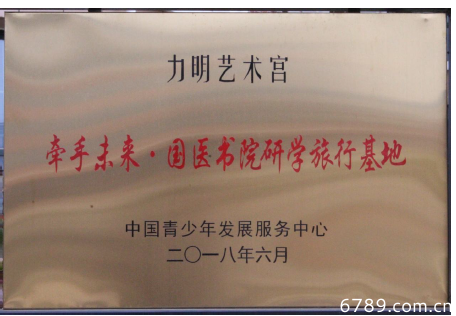 力明艺术宫
牵手未来·国医书院研学旅行基地
中国青少年发展服务中心
二〇一八年六月
6789.com.cn